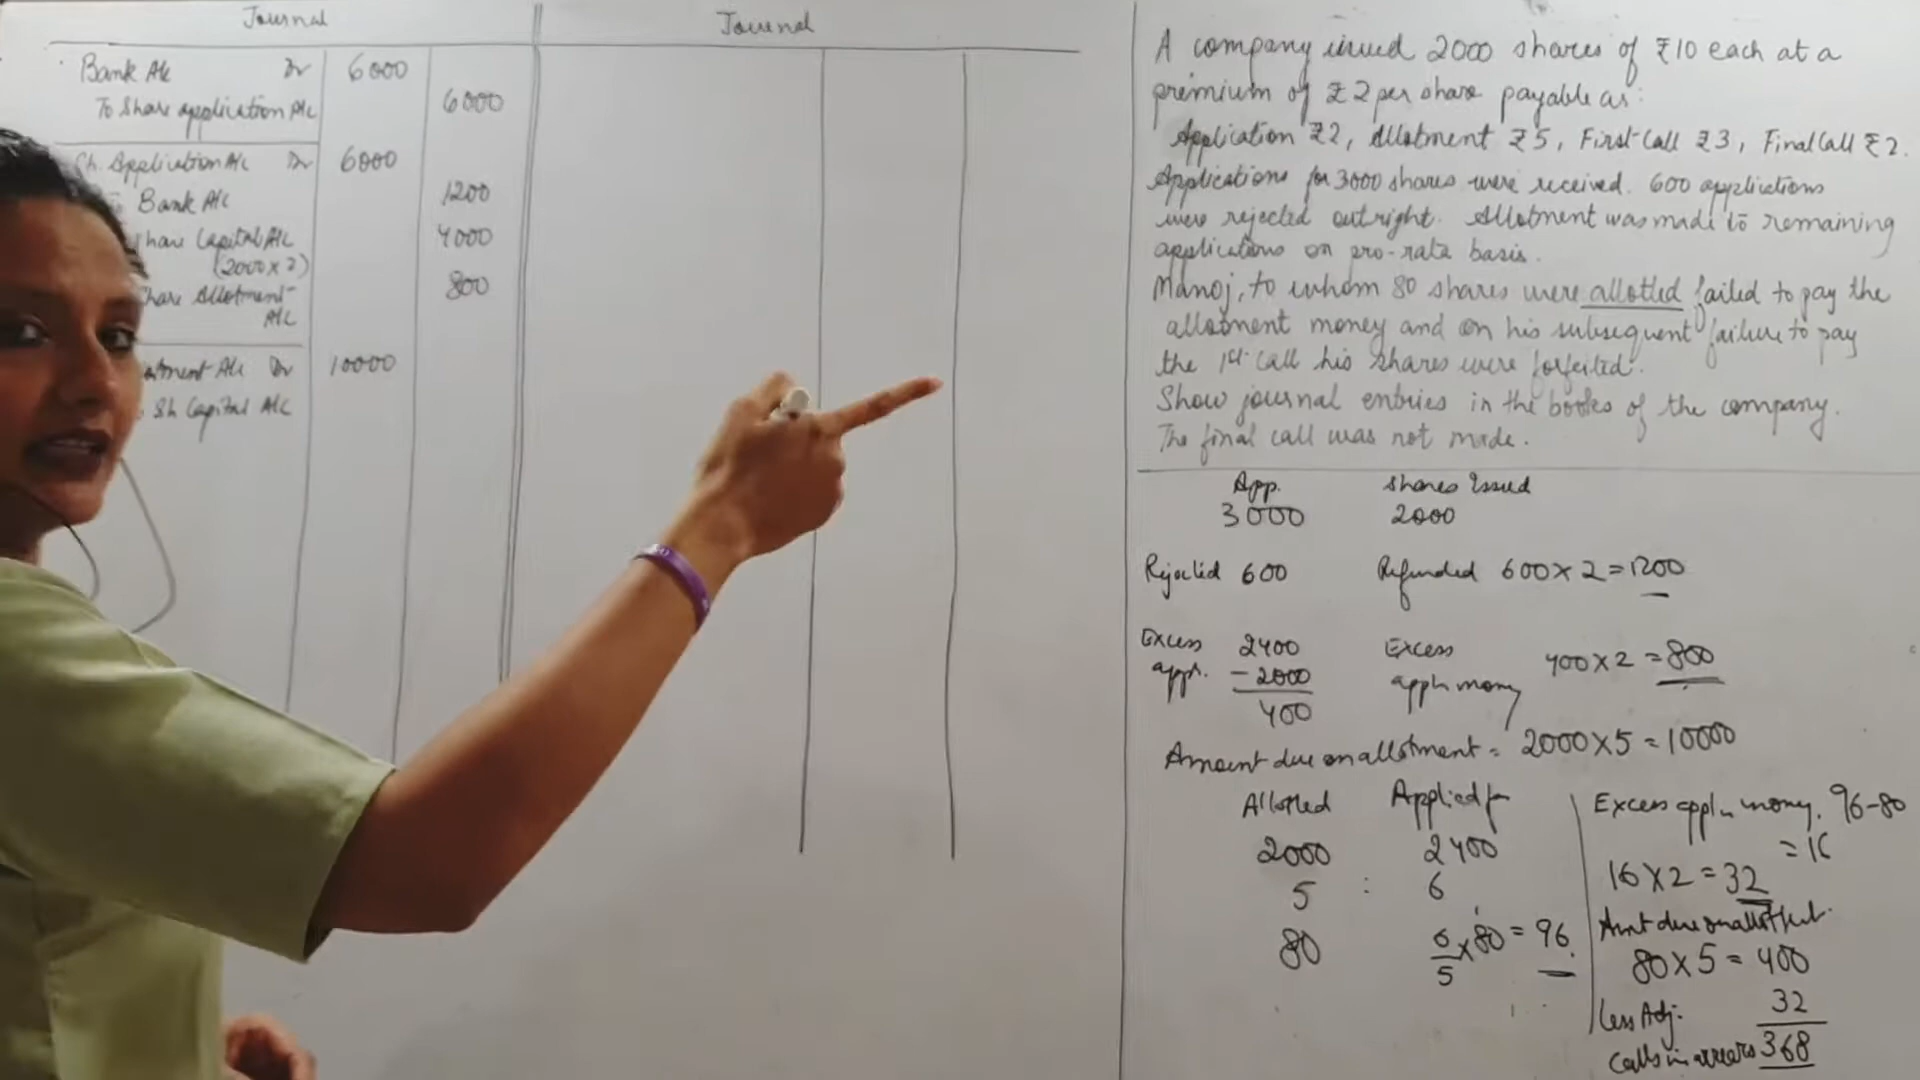 Journal
Bank A/c Dr 6000
To Share application A/c 6000
Sh. Application A/c Dr 6000
Bank A/c 1200
Share Capital A/c 4000
(2000 x 2)
Share Allotment 800
A/c
otment A/c Dr 10000
Sh Capital A/c
Journal
A company issued 2000 shares of ₹10 each at a
premium of ₹2 per share payable as:
Application ₹2, Allotment ₹5, First Call ₹3, Final Call ₹2.
Applications for 3000 shares were received. 600 applications
were rejected outright. Allotment was made to remaining
applications on pro-rata basis.
Manoj, to whom 80 shares were allotted failed to pay the
allotment money and on his subsequent failure to pay
the 1st call his shares were forfeited.
Show journal entries in the books of the company.
The final call was not made.
App. Shares Issued
3000 2000
Rejected 600 Refunded 600 x 2 = 1200
Excess 2400 Excess 400 x 2 = 800
appl. - 2000 appln money
400
Amount due on allotment = 2000 x 5 = 10000
Allotted Applied for
2000 2400
5 : 6
80 6/5 x 80 = 96
Excess appln money. 96-80
= 16
16 x 2 = 32
Amt due on allotment.
80 x 5 = 400
Less Adj: 32
Calls in arrears 368